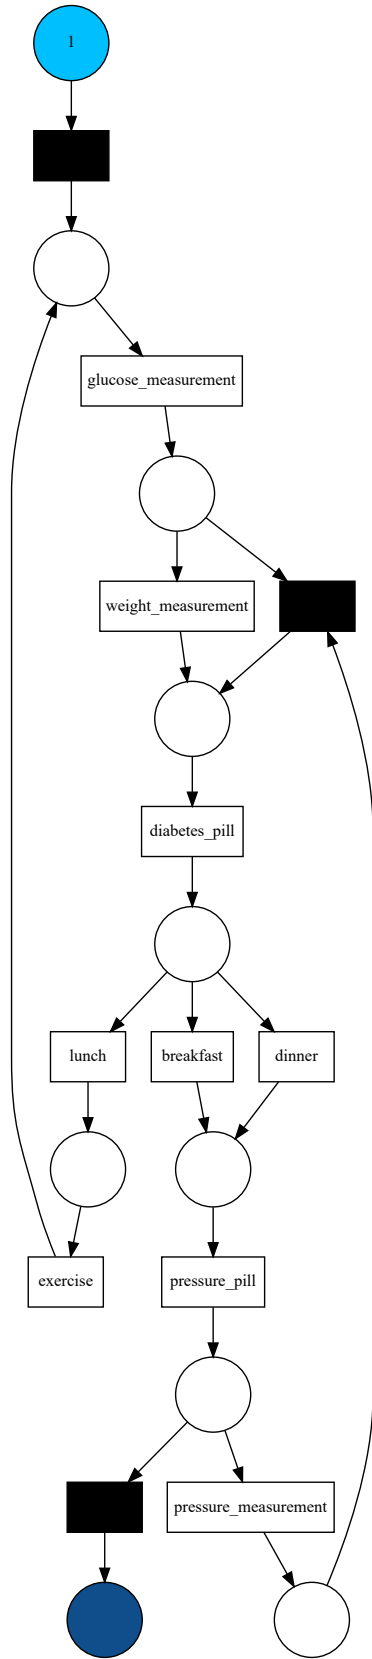 1
glucose_measurement
weight_measurement
diabetes_pill
lunch
breakfast
dinner
exercise
pressure_pill
pressure_measurement